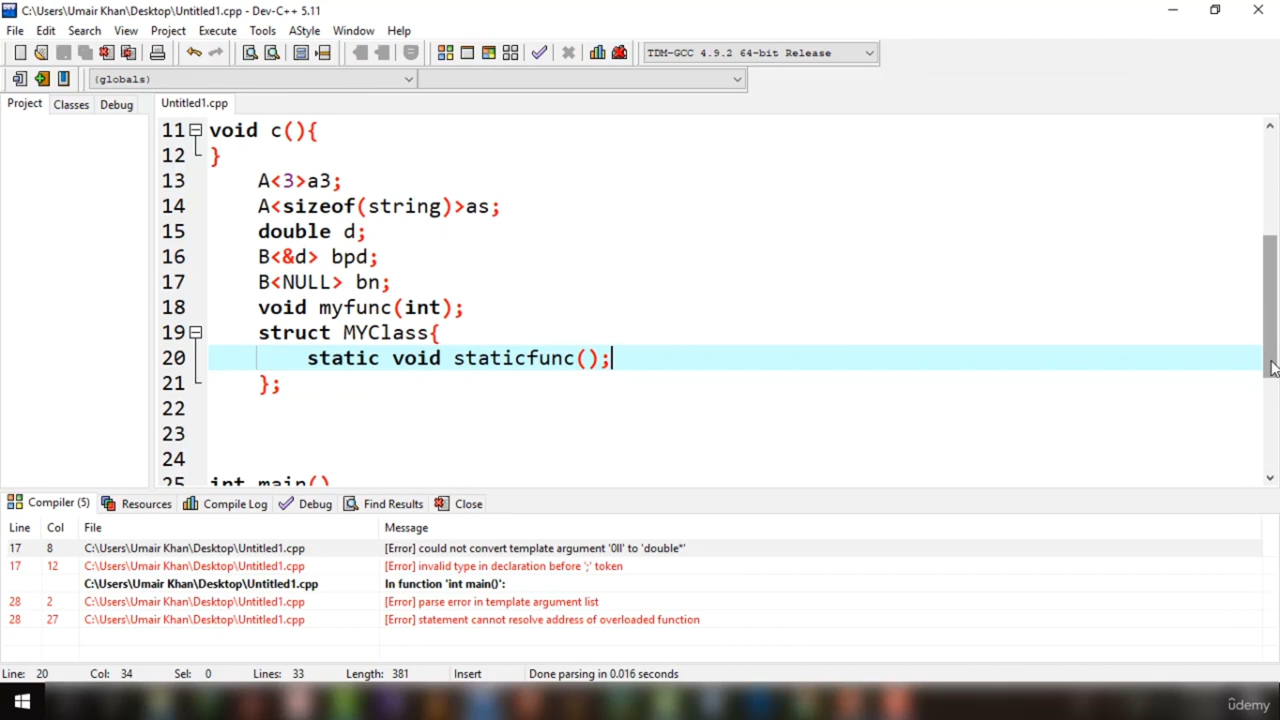 C:\Users\Umair Khan\Desktop\Untitled1.cpp - Dev-C++ 5.11
File Edit Search View Project Execute Tools AStyle Window Help
TDM-GCC 4.9.2 64-bit Release
(globals)
Project Classes Debug Untitled1.cpp
11 void c(){
12 }
13 A<3>a3;
14 A<sizeof(string)>as;
15 double d;
16 B<&d> bpd;
17 B<NULL> bn;
18 void myfunc(int);
19 struct MYClass{
20 static void staticfunc();
21 };
22
23
24
25 int main()
Compiler (5) Resources Compile Log Debug Find Results Close
Line Col File Message
17 8 C:\Users\Umair Khan\Desktop\Untitled1.cpp [Error] could not convert template argument '0ll' to 'double*'
17 12 C:\Users\Umair Khan\Desktop\Untitled1.cpp [Error] invalid type in declaration before ';' token
C:\Users\Umair Khan\Desktop\Untitled1.cpp In function 'int main()':
28 2 C:\Users\Umair Khan\Desktop\Untitled1.cpp [Error] parse error in template argument list
28 27 C:\Users\Umair Khan\Desktop\Untitled1.cpp [Error] statement cannot resolve address of overloaded function
Line: 20 Col: 34 Sel: 0 Lines: 33 Length: 381 Insert Done parsing in 0.016 seconds
ûdemy